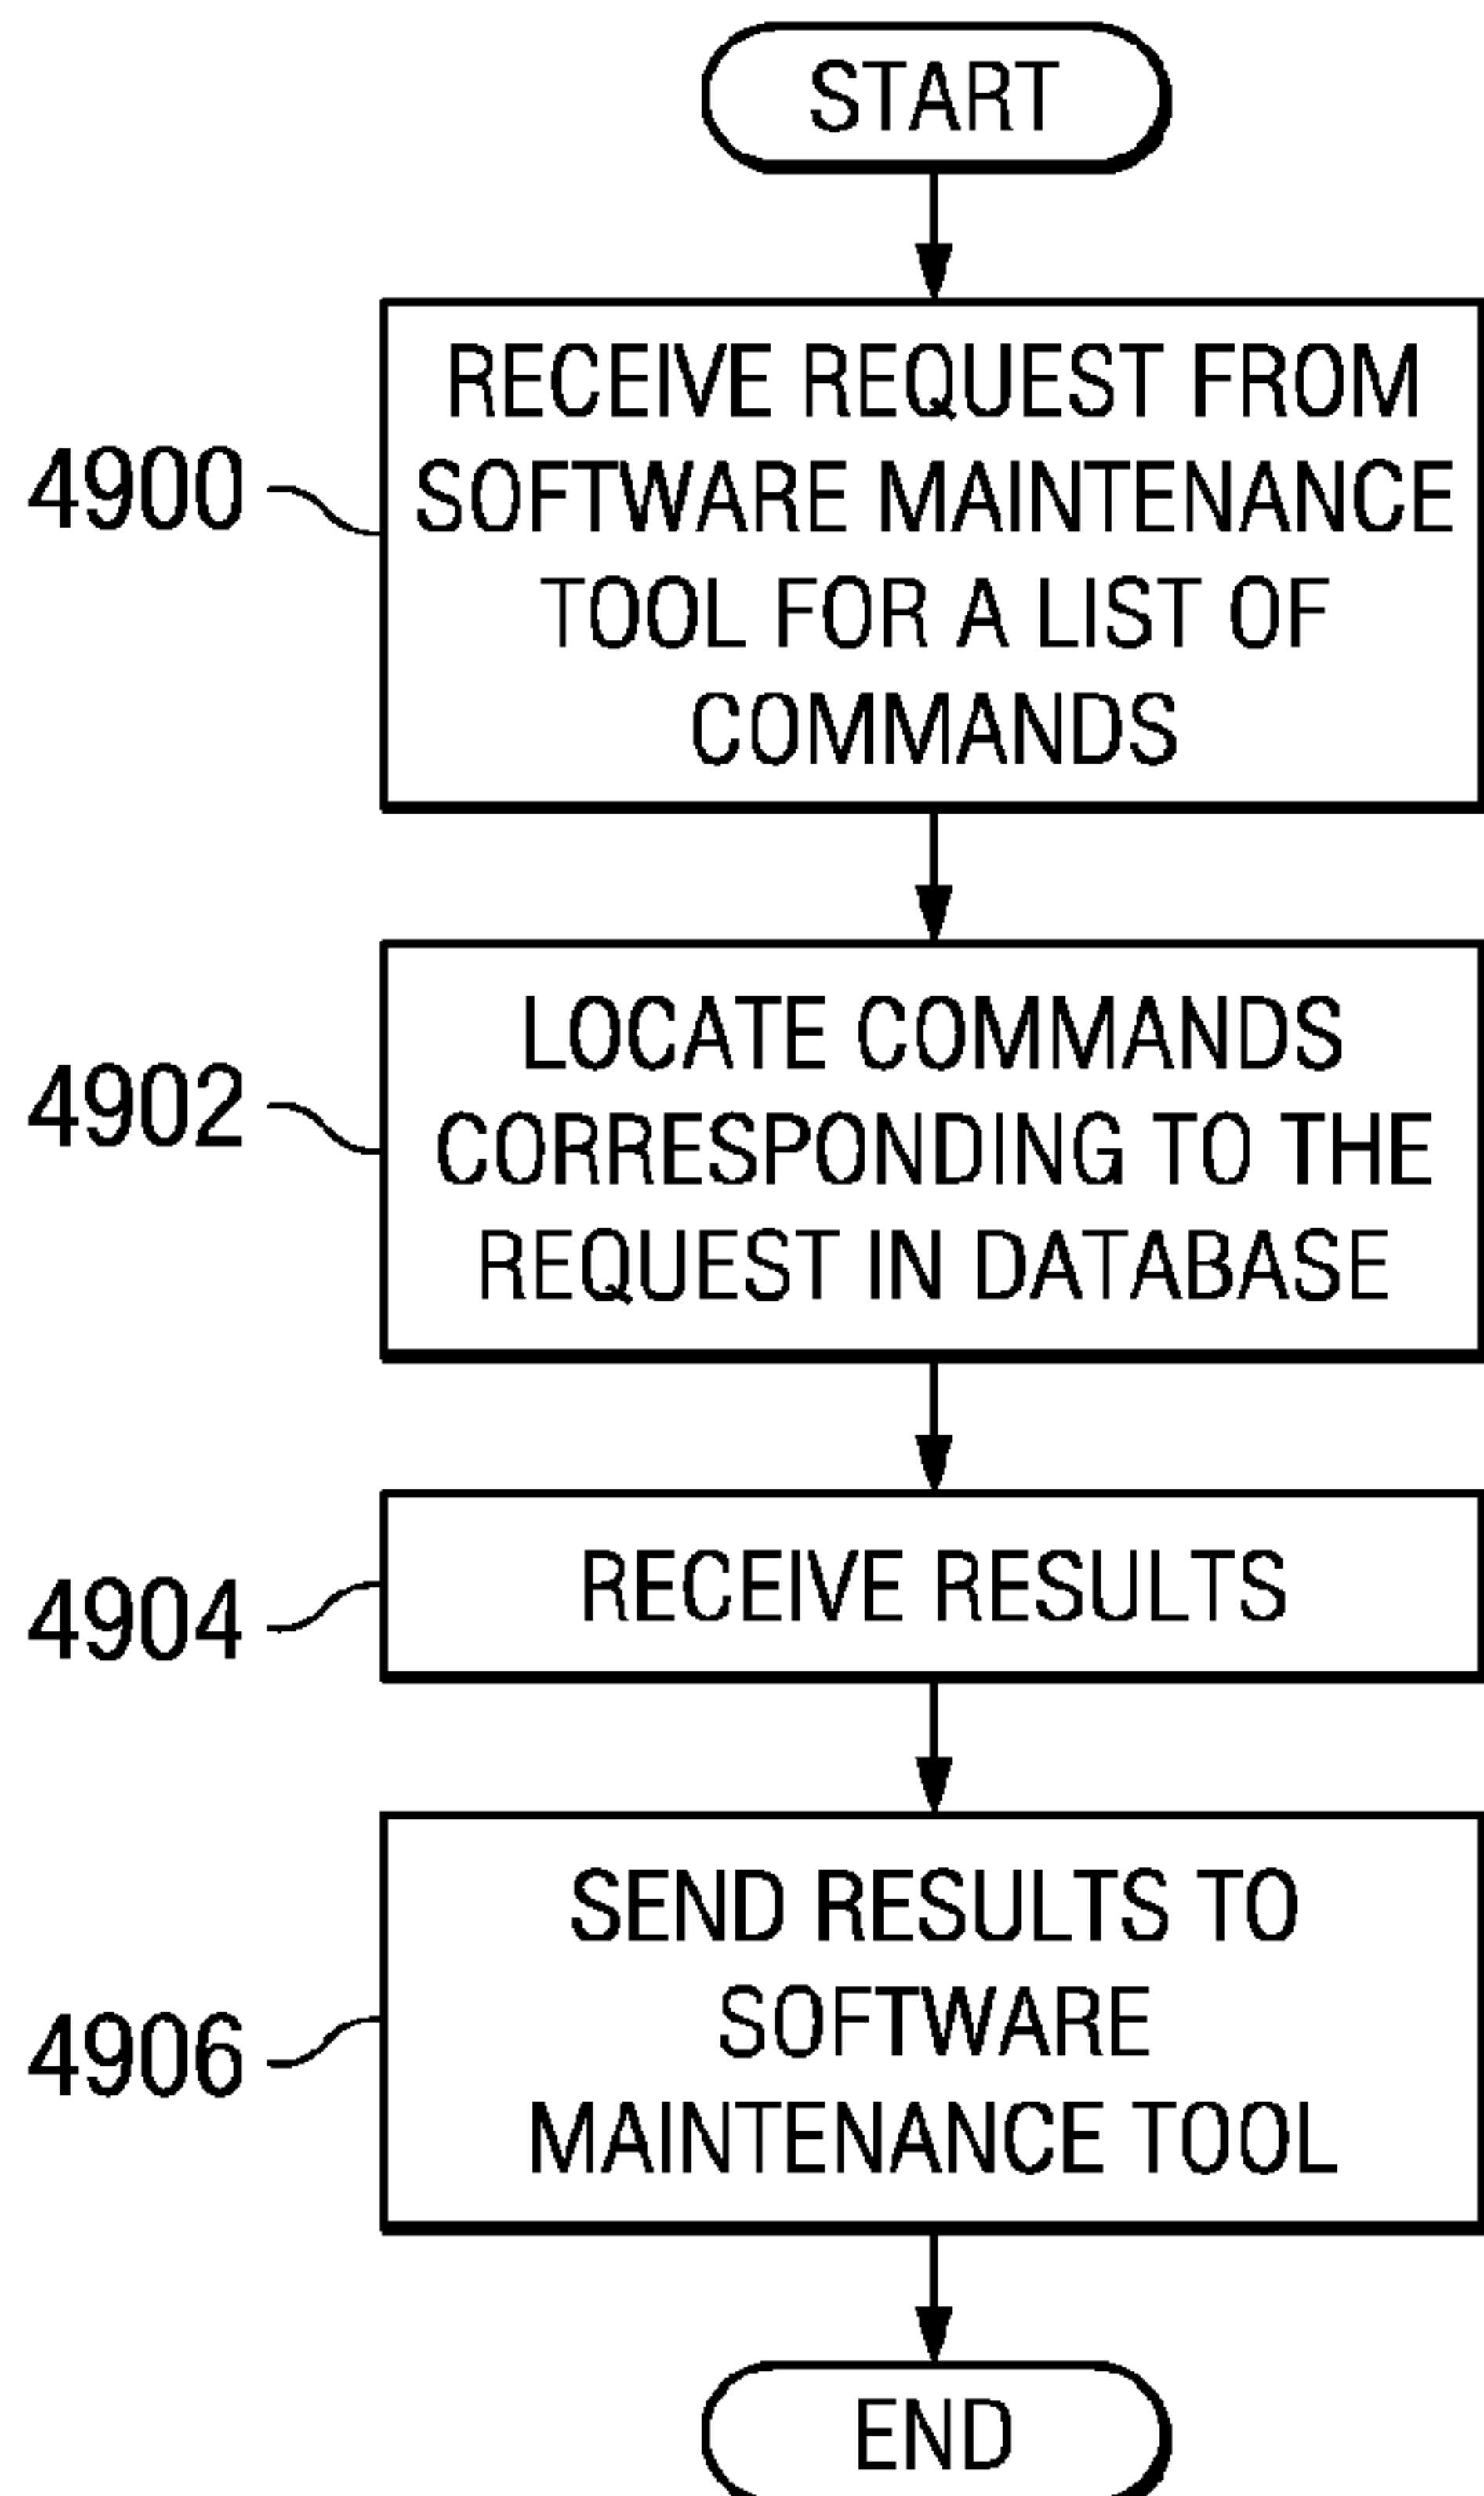 START
RECEIVE REQUEST FROM
4900
SOFTWARE MAINTENANCE
TOOL FOR A LIST OF
COMMANDS
LOCATE COMMANDS
4902
CORRESPONDING TO THE
REQUEST IN DATABASE
4904
RECEIVE RESULTS
SEND RESULTS TO
4906
SOFTWARE
MAINTENANCE TOOL
END